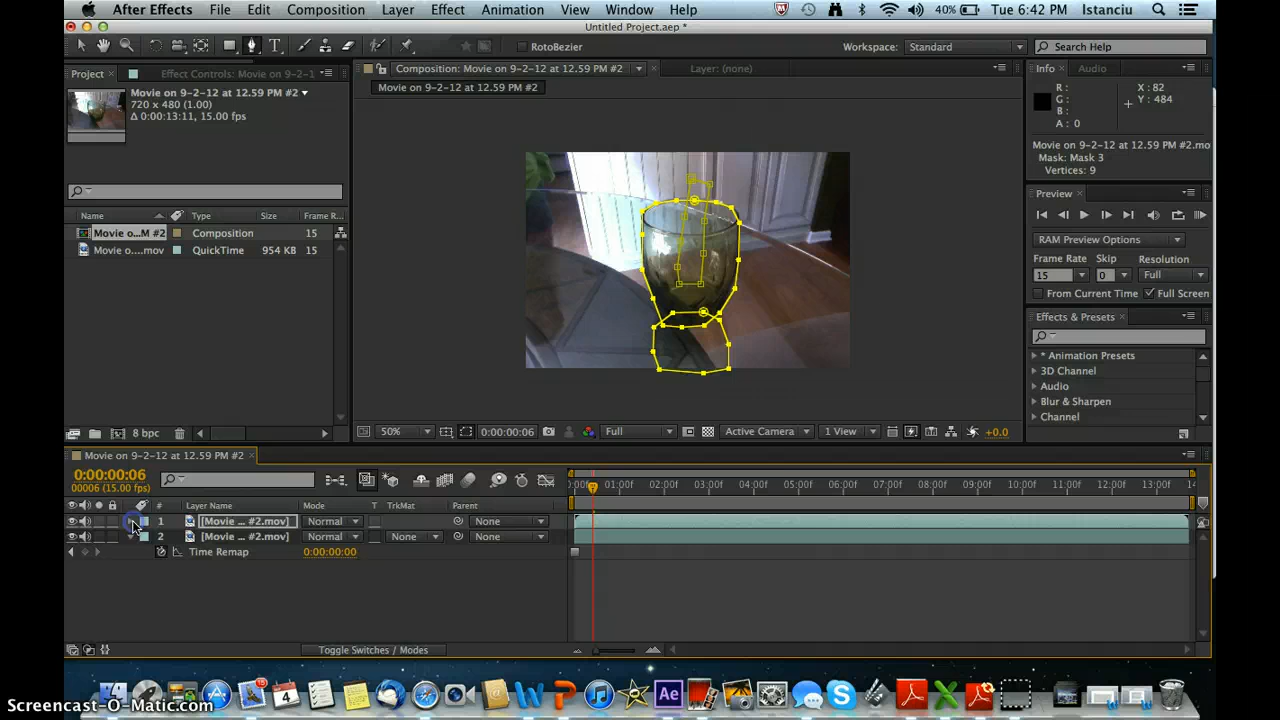 After Effects File Edit Composition Layer Effect Animation View Window Help 40% Tue 6:42 PM Istanciu
Untitled Project.aep *
RotoBezier Workspace: Standard Search Help
Project Effect Controls: Movie on 9-2-1 Composition: Movie on 9-2-12 at 12.59 PM #2 Layer: (none) Info Audio
Movie on 9-2-12 at 12.59 PM #2
720 x 480 (1.00)
Δ 0:00:13:11, 15.00 fps
Movie on 9-2-12 at 12.59 PM #2
R: X: 82
G: Y: 484
B:
A: 0
Movie on 9-2-12 at 12.59 PM #2.mo
Mask: Mask 3
Vertices: 9
Preview
Name Type Size Frame R...
Movie o...M #2 Composition 15
Movie o....mov QuickTime 954 KB 15
RAM Preview Options
Frame Rate Skip Resolution
15 0 Full
From Current Time Full Screen
Effects & Presets
* Animation Presets
3D Channel
Audio
Blur & Sharpen
Channel
8 bpc 50% 0:00:00:06 Full Active Camera 1 View +0.0
Movie on 9-2-12 at 12.59 PM #2
0:00:00:06
00006 (15.00 fps)
:00f 01:00f 02:00f 03:00f 04:00f 05:00f 06:00f 07:00f 08:00f 09:00f 10:00f 11:00f 12:00f 13:00f 14
# Layer Name Mode T TrkMat Parent
1 [Movie ... #2.mov] Normal None
2 [Movie ... #2.mov] Normal None None
Time Remap 0:00:00:00
Toggle Switches / Modes
Screencast-O-Matic.com